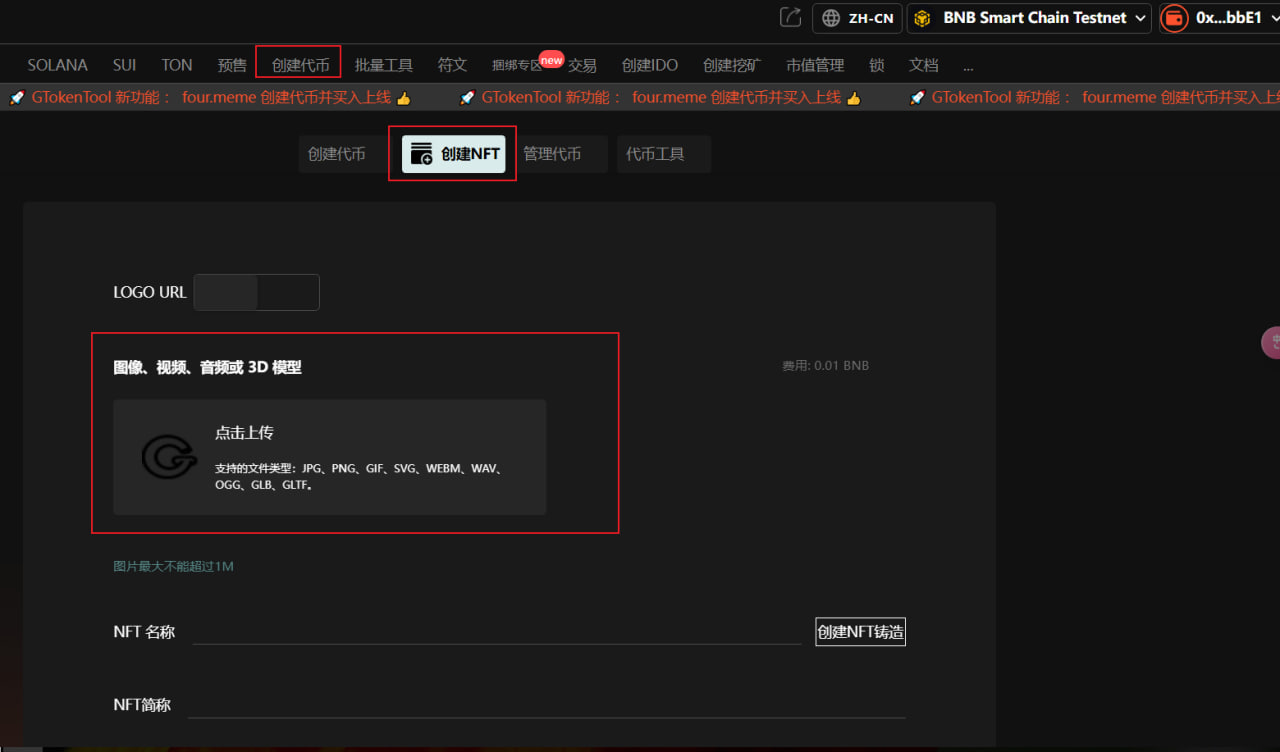 ZH-CN BNB Smart Chain Testnet 0x...bbE1
SOLANA SUI TON 预售 创建代币 批量工具 符文 捆绑专区 new 交易 创建IDO 创建挖矿 市值管理 锁 文档 ...
🚀 GTokenTool 新功能： four.meme 创建代币并买入上线 👍 🚀 GTokenTool 新功能： four.meme 创建代币并买入上线 👍 🚀 GTokenTool 新功能： four.meme 创建代币并买入上线
创建代币 创建NFT 管理代币 代币工具
LOGO URL
图像、视频、音频或 3D 模型
费用: 0.01 BNB
点击上传
支持的文件类型：JPG、PNG、GIF、SVG、WEBM、WAV、
OGG、GLB、GLTF。
图片最大不能超过1M
NFT 名称 创建NFT铸造
NFT简称